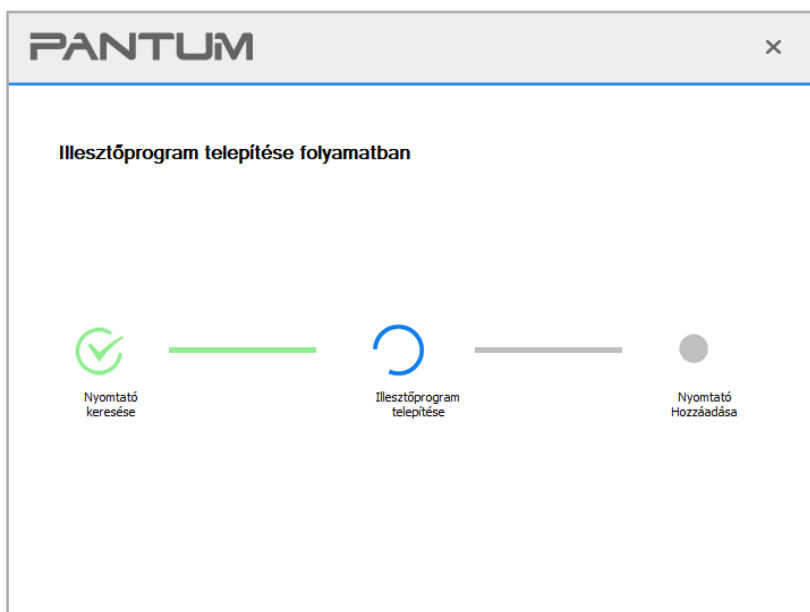 PANTUM
Illesztőprogram telepítése folyamatban
Nyomtató
keresése
Illesztőprogram
telepítése
Nyomtató
Hozzáadása